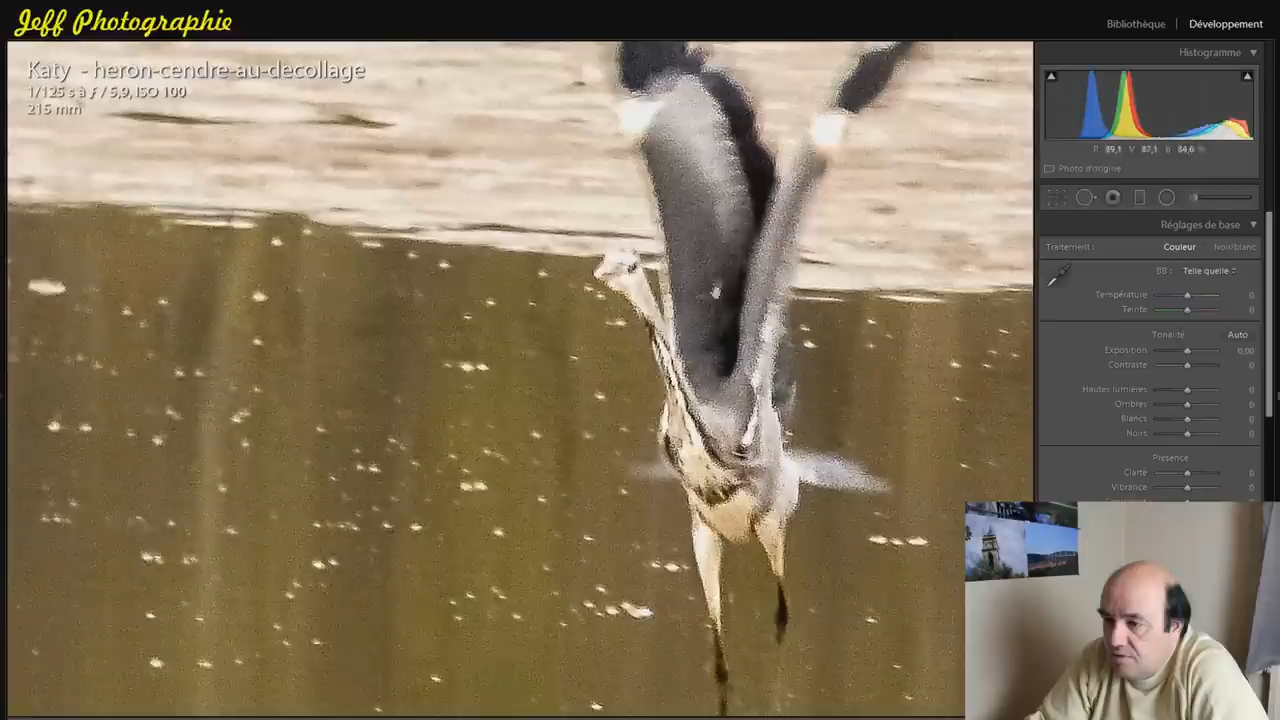 Jeff Photographie
Bibliothèque | Développement
Katy - heron-cendre-au-decollage
1/125 s à ƒ / 5,9, ISO 100
215 mm
Histogramme
R 89,1 V 87,1 B 84,6 %
Photo d'origine
Réglages de base
Traitement : Couleur Noir/blanc
BB : Telle quelle
Température 0
Teinte 0
Tonalité Auto
Exposition 0,00
Contraste 0
Hautes lumières 0
Ombres 0
Blancs 0
Noirs 0
Présence
Clarté 0
Vibrance 0